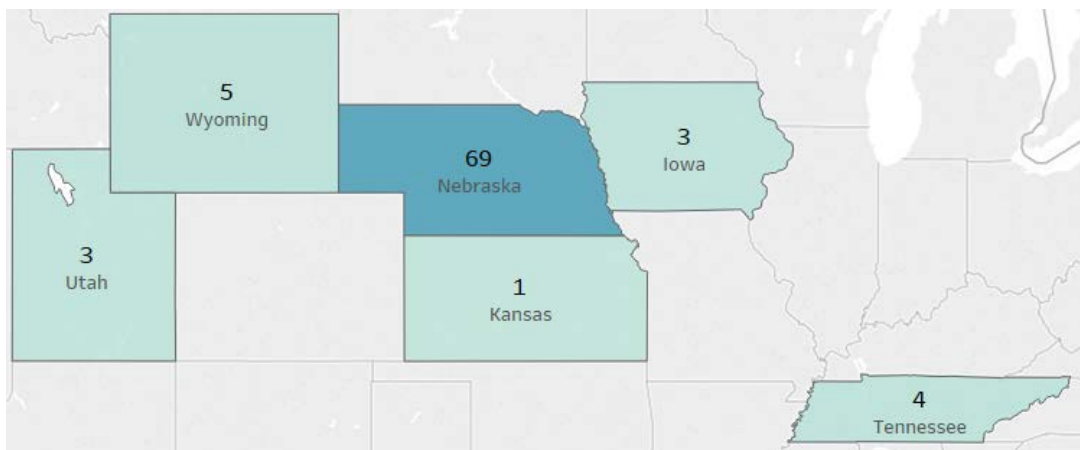 5
Wyoming
69
Nebraska
3
Iowa
3
Utah
1
Kansas
4
Tennessee